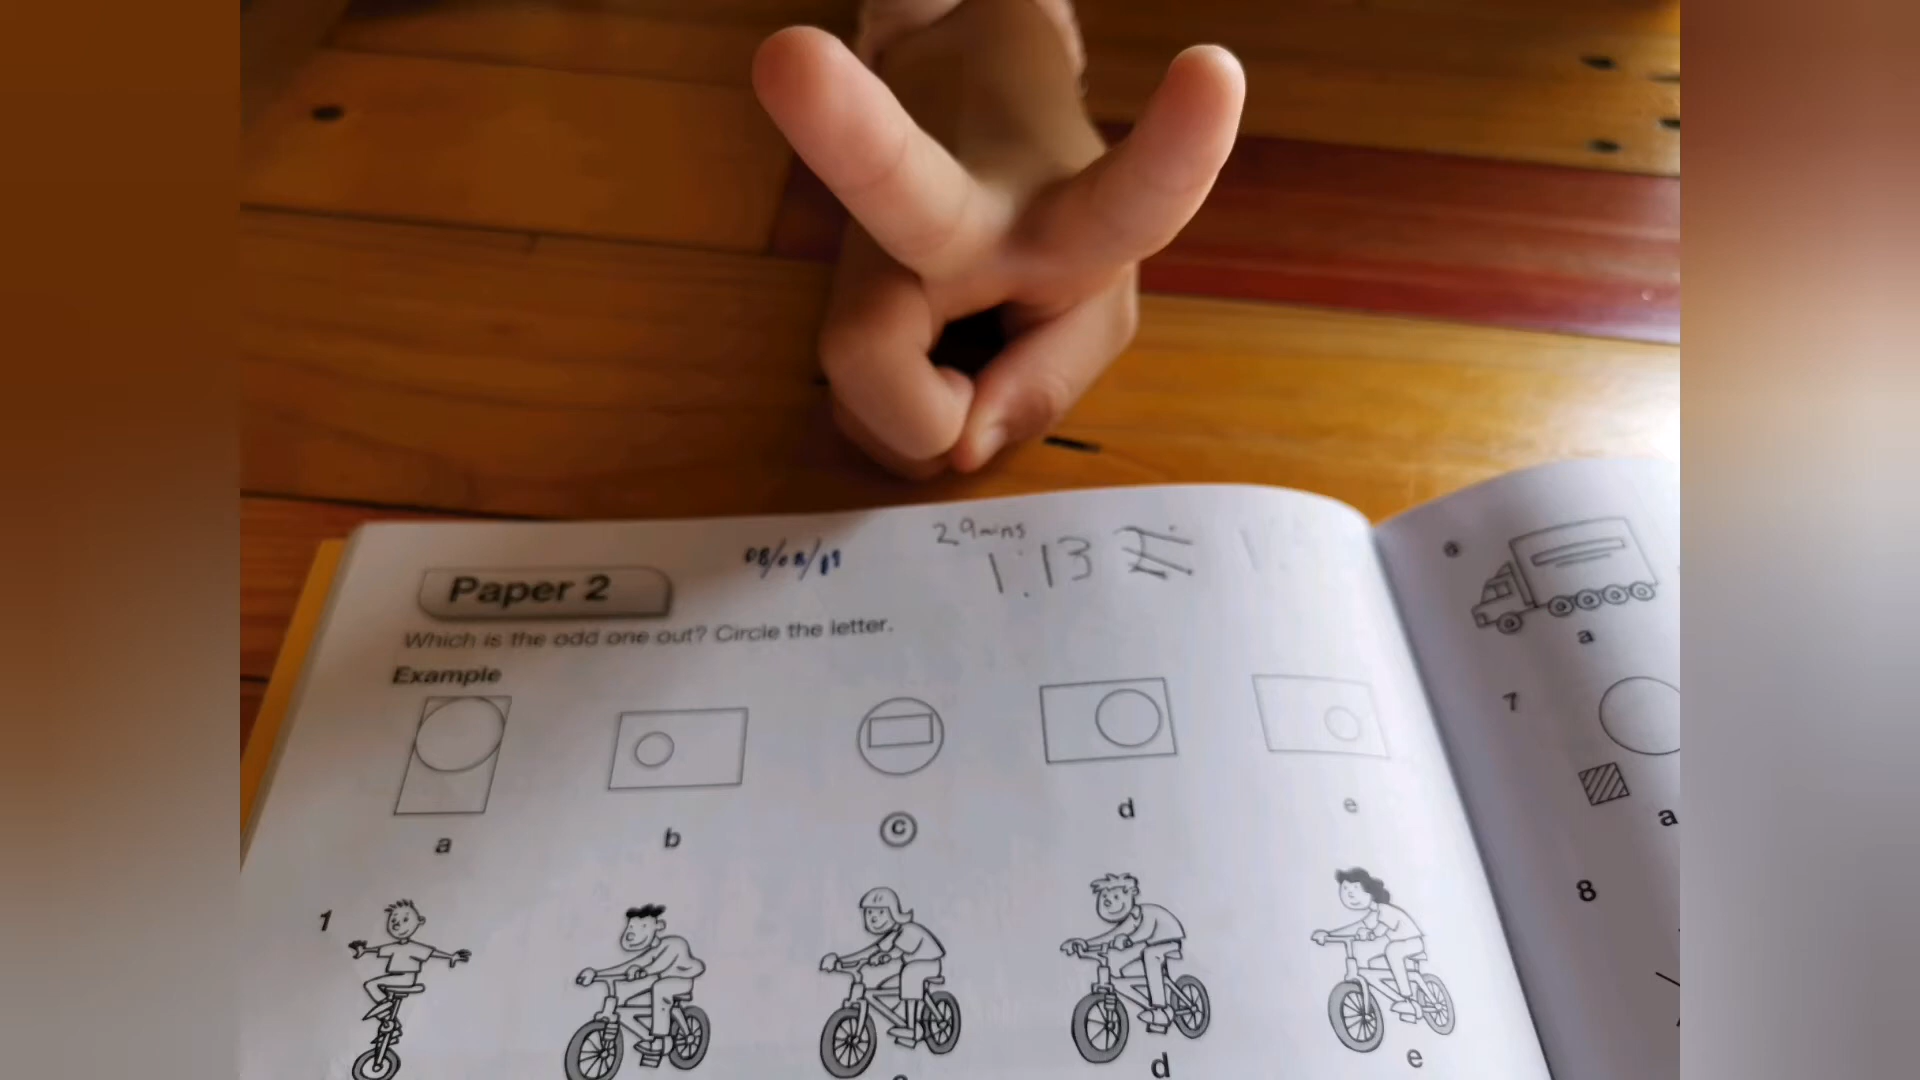 29mins
08/08/19 1:13
Paper 2
Which is the odd one out? Circle the letter.
Example
a b c d e
1
d e
a
7
a
8